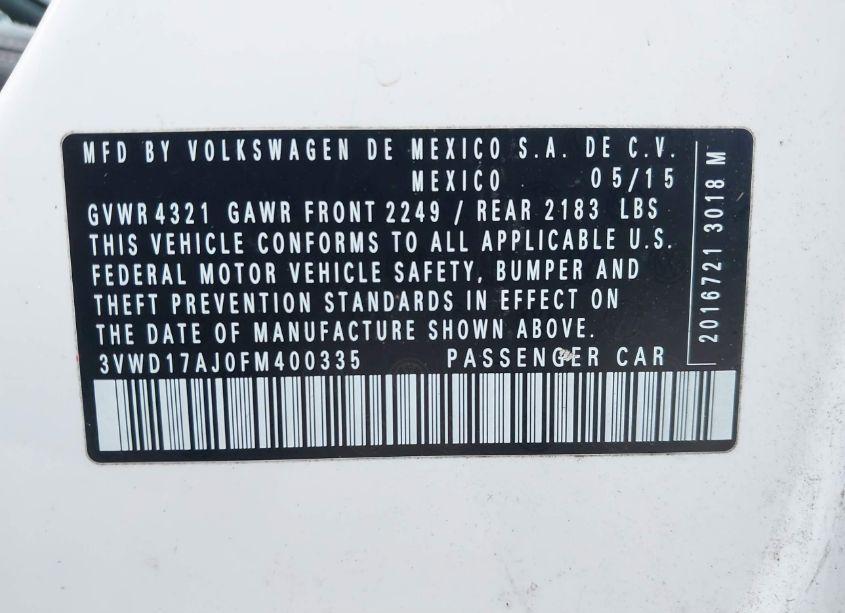 MFD BY VOLKSWAGEN DE MEXICO S.A. DE C.V.
MEXICO 05/15
GVWR 4321 GAWR FRONT 2249 / REAR 2183 LBS
THIS VEHICLE CONFORMS TO ALL APPLICABLE U.S.
FEDERAL MOTOR VEHICLE SAFETY, BUMPER AND
THEFT PREVENTION STANDARDS IN EFFECT ON
THE DATE OF MANUFACTURE SHOWN ABOVE.
3VWD17AJ0FM400335 PASSENGER CAR
2016721 3018 M